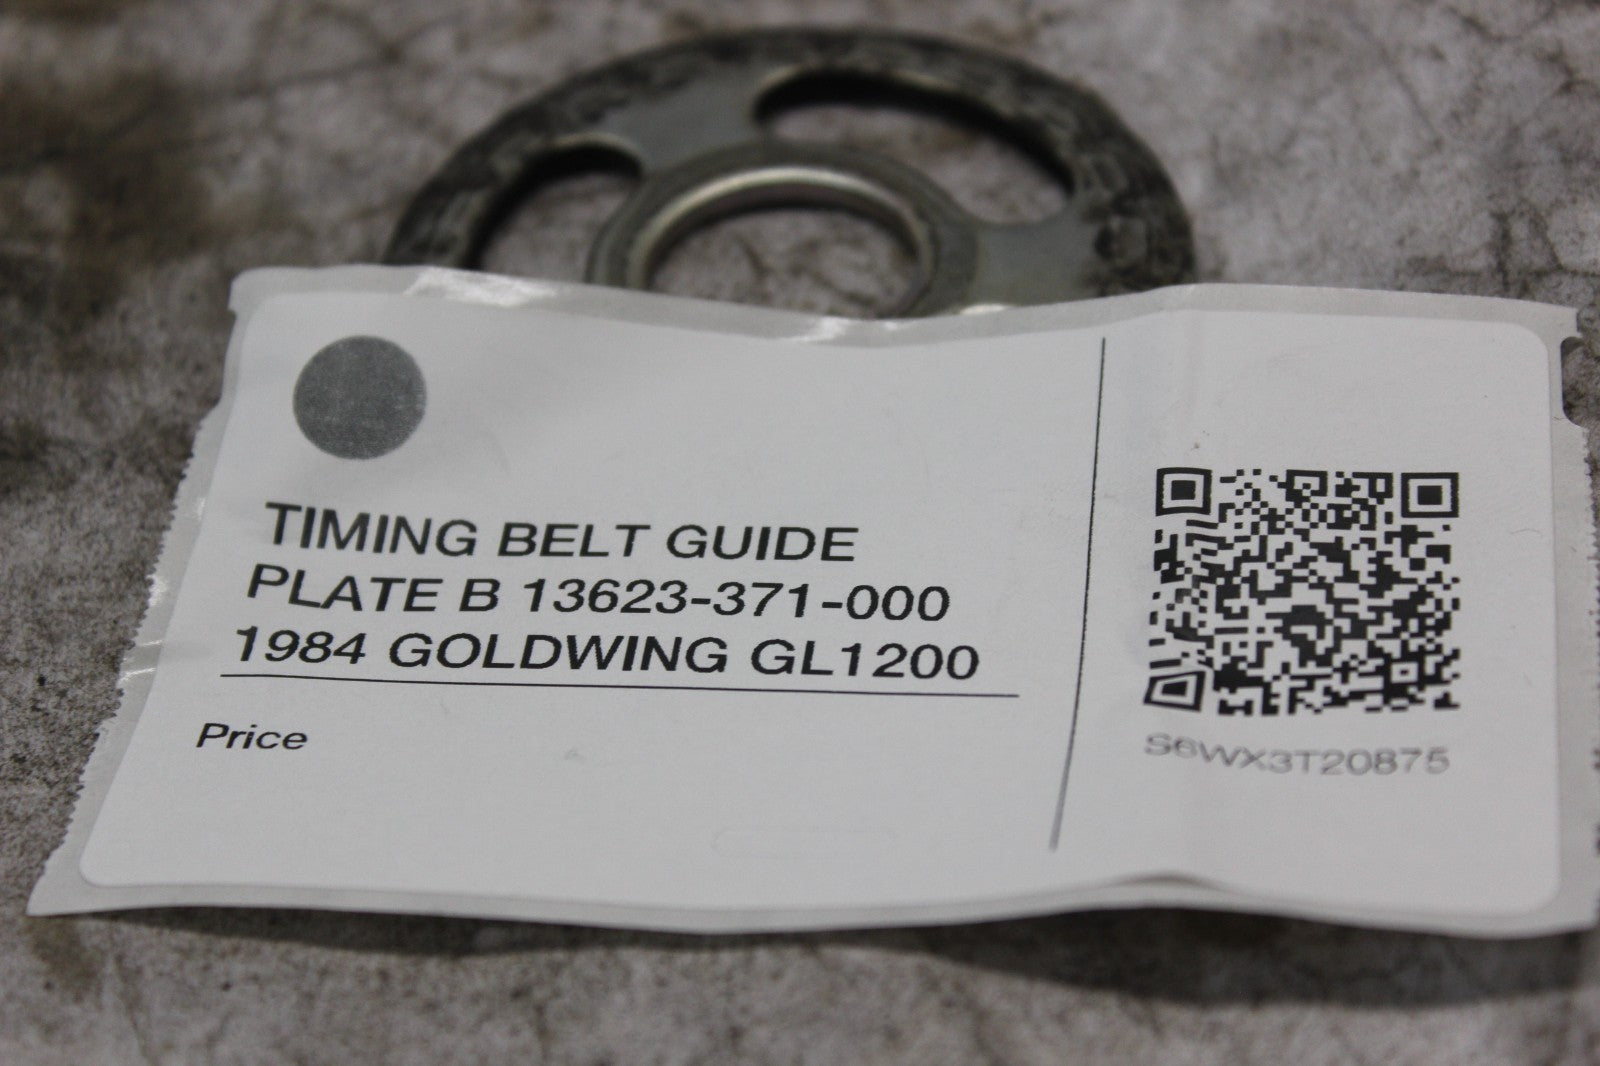 TIMING BELT GUIDE
PLATE B 13623-371-000
1984 GOLDWING GL1200
Price
S6WX3T20875